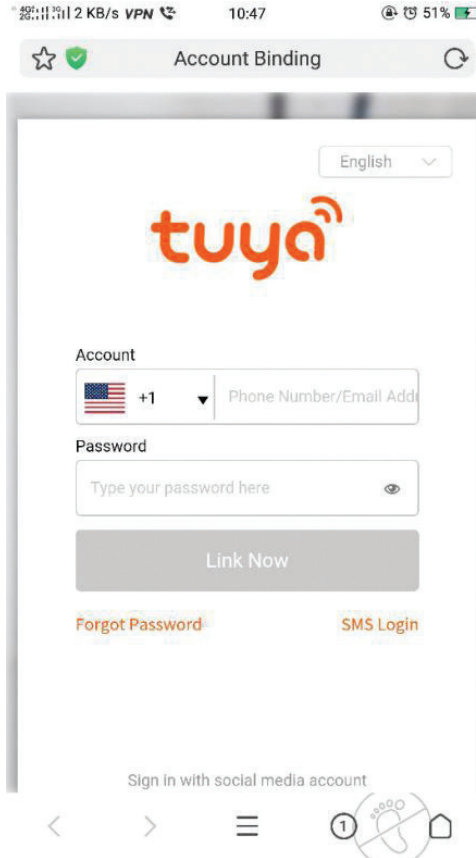 2 KB/s VPN 10:47 51%
Account Binding
English
tuya
Account
+1 Phone Number/Email Addr
Password
Type your password here
Link Now
Forgot Password SMS Login
Sign in with social media account
1